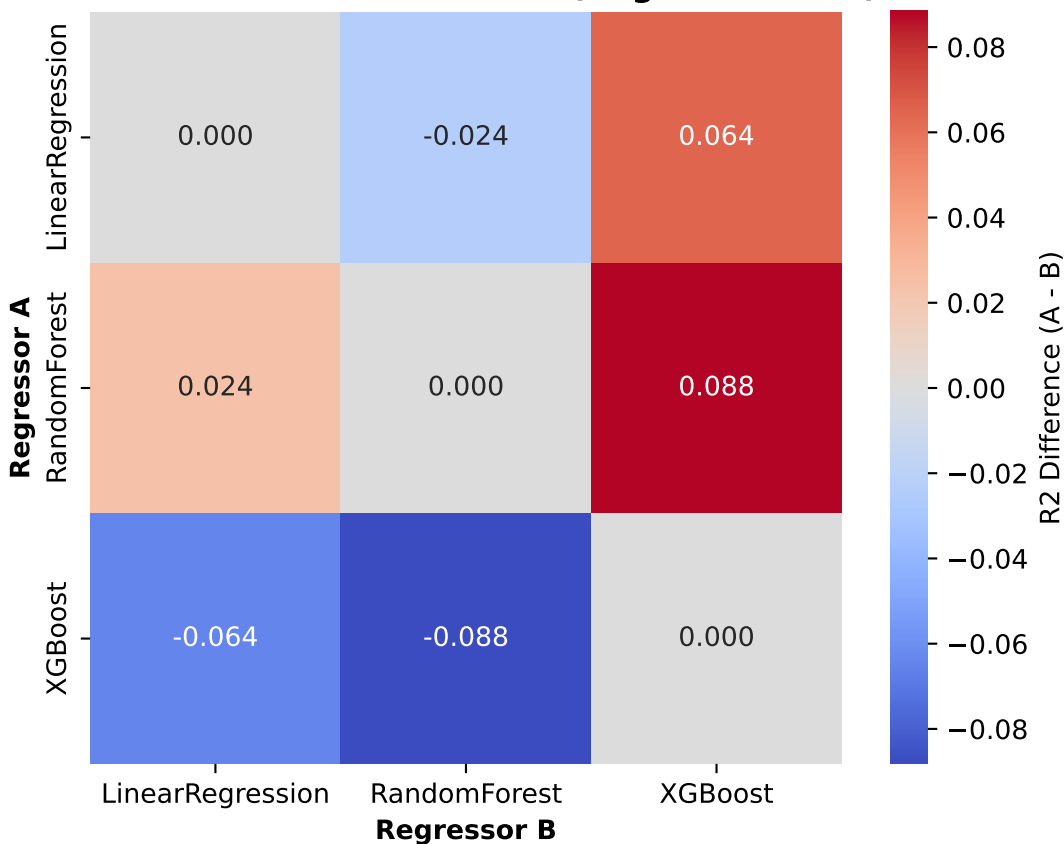 LinearRegression
0.000
-0.024
0.064
RandomForest
0.024
0.000
0.088
XGBoost
-0.064
-0.088
0.000
Regressor A
LinearRegression
RandomForest
XGBoost
Regressor B
0.08
0.06
0.04
0.02
0.00
−0.02
−0.04
−0.06
−0.08
R2 Difference (A - B)